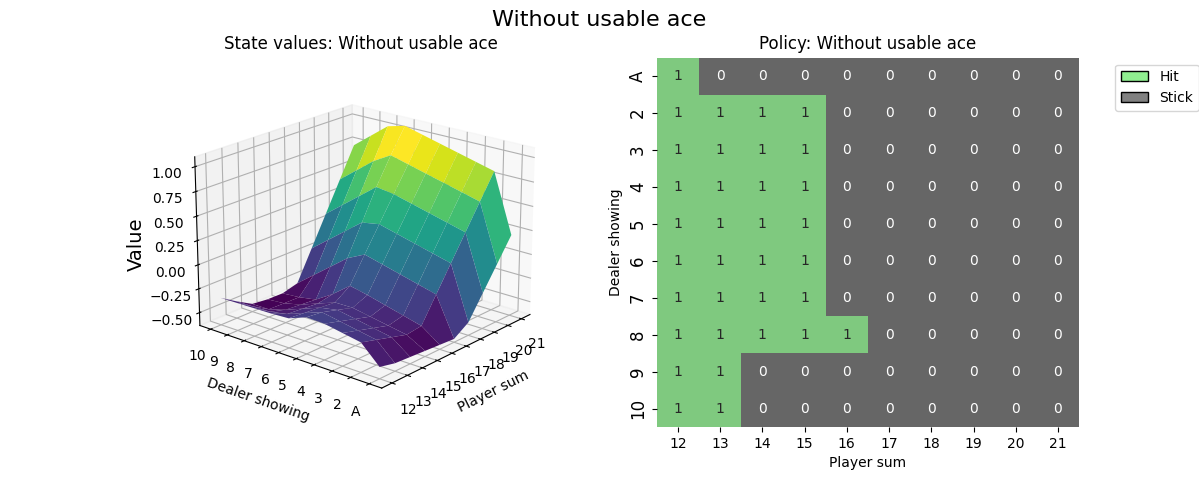 Without usable ace
State values: Without usable ace
1.00
0.75
0.50
0.25
0.00
−0.25
−0.50
Value
10 9 8 7 6 5 4 3 2 A
Dealer showing
12 13 14 15 16 17 18 19 20 21
Player sum
Policy: Without usable ace
Dealer showing
A 1 0 0 0 0 0 0 0 0 0
2 1 1 1 1 0 0 0 0 0 0
3 1 1 1 1 0 0 0 0 0 0
4 1 1 1 1 0 0 0 0 0 0
5 1 1 1 1 0 0 0 0 0 0
6 1 1 1 1 0 0 0 0 0 0
7 1 1 1 1 0 0 0 0 0 0
8 1 1 1 1 1 0 0 0 0 0
9 1 1 0 0 0 0 0 0 0 0
10 1 1 0 0 0 0 0 0 0 0
12 13 14 15 16 17 18 19 20 21
Player sum
Hit
Stick